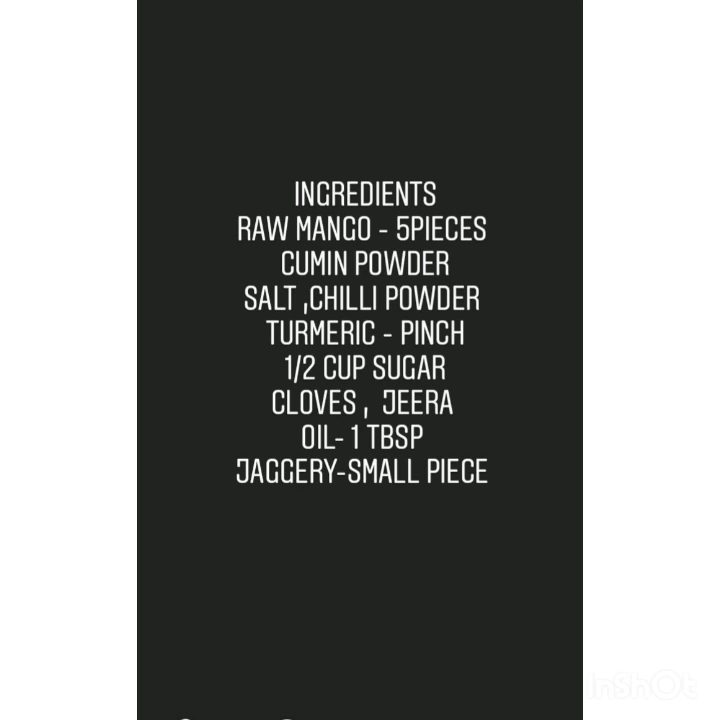 INGREDIENTS
RAW MANGO - 5PIECES
CUMIN POWDER
SALT ,CHILLI POWDER
TURMERIC - PINCH
1/2 CUP SUGAR
CLOVES , JEERA
OIL- 1 TBSP
JAGGERY-SMALL PIECE
InShOt